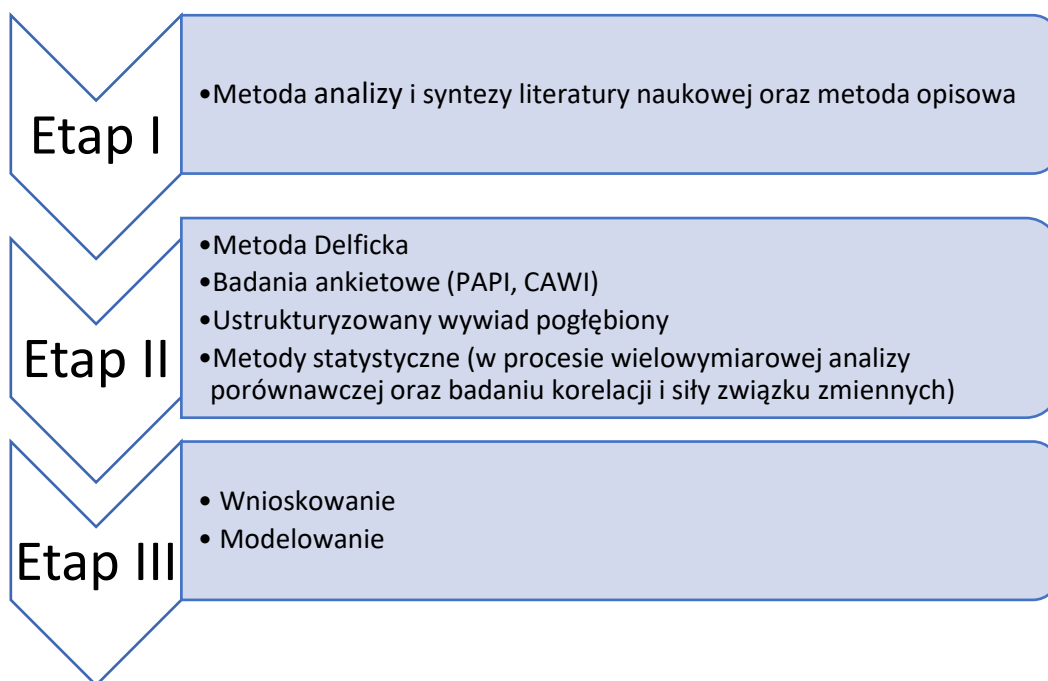 Etap I
•Metoda analizy i syntezy literatury naukowej oraz metoda opisowa
Etap II
•Metoda Delficka
•Badania ankietowe (PAPI, CAWI)
•Ustrukturyzowany wywiad pogłębiony
•Metody statystyczne (w procesie wielowymiarowej analizy
porównawczej oraz badaniu korelacji i siły związku zmiennych)
Etap III
• Wnioskowanie
• Modelowanie